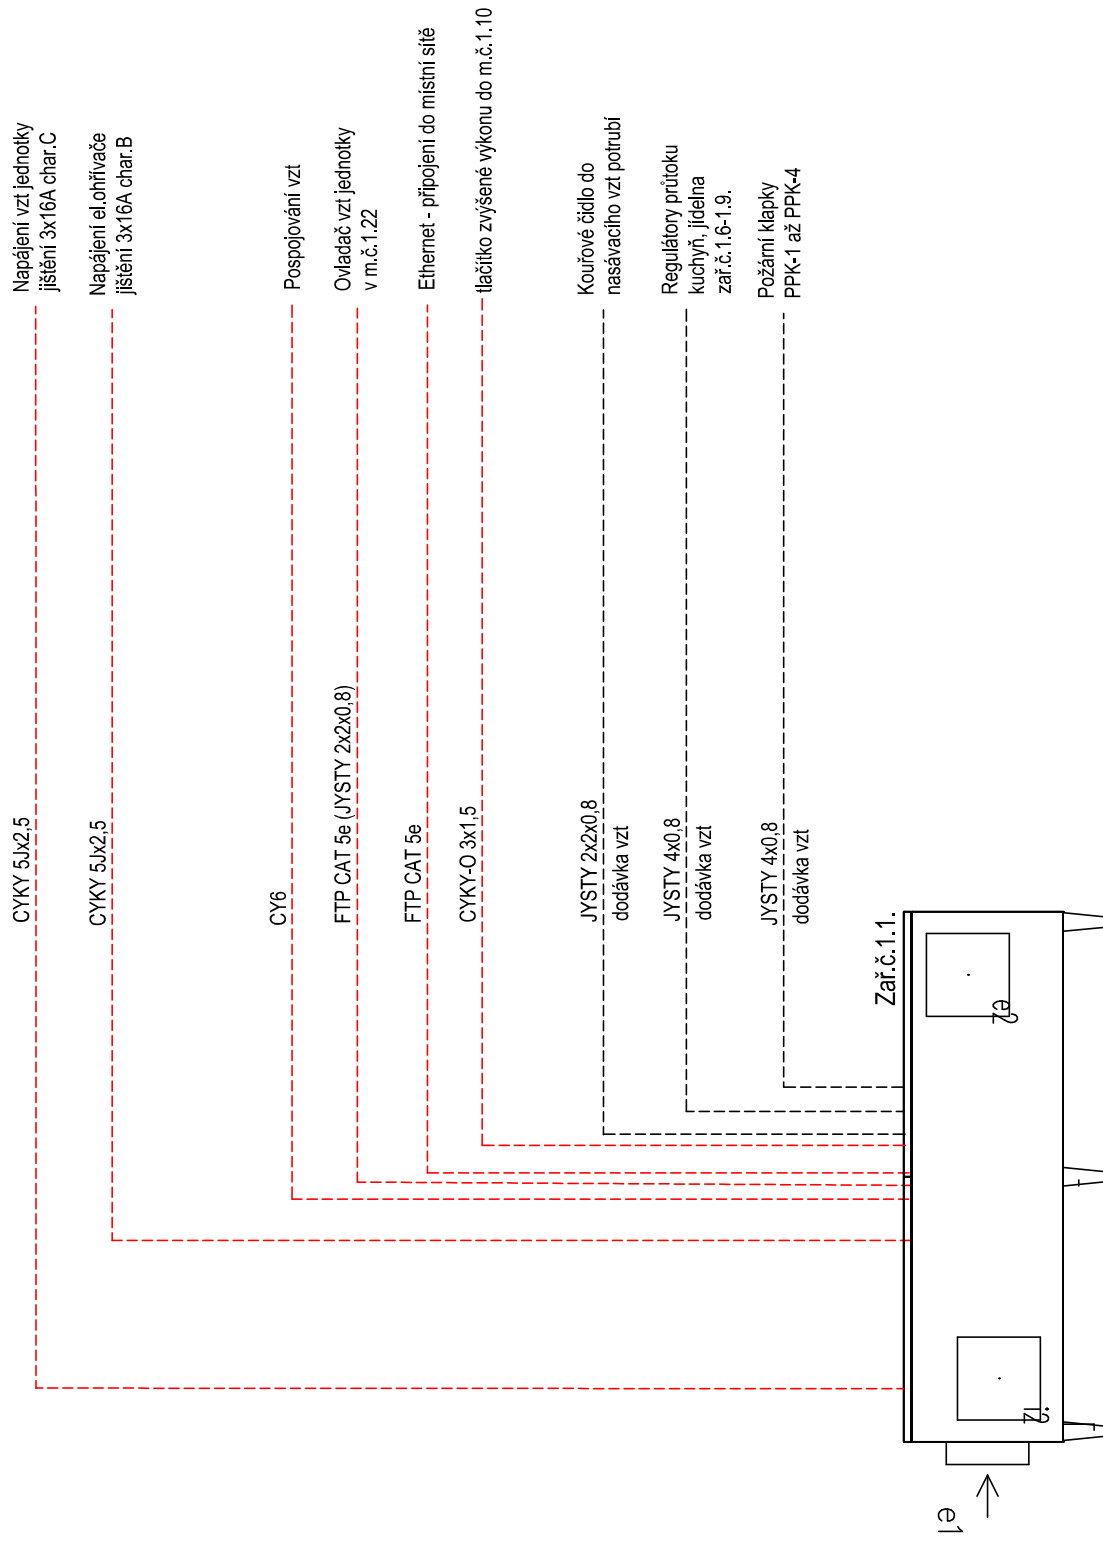 Napájení vzt jednotky
jištění 3x16A char.C
CYKY 5Jx2,5
Napájení el.ohřívače
jištění 3x16A char.B
CYKY 5Jx2,5
Pospojování vzt
CY6
Ovladač vzt jednotky
v m.č.1.22
FTP CAT 5e (JYSTY 2x2x0,8)
Ethernet - připojení do místní sítě
FTP CAT 5e
tlačítko zvýšené výkonu do m.č.1.10
CYKY-O 3x1,5
Kouřové čidlo do
nasávacího vzt potrubí
JYSTY 2x2x0,8
dodávka vzt
Regulátory průtoku
kuchyň, jídelna
zař.č.1.6-1.9.
JYSTY 4x0,8
dodávka vzt
Požární klapky
PPK-1 až PPK-4
JYSTY 4x0,8
dodávka vzt
Zař.č.1.1.
e2
i2
e1